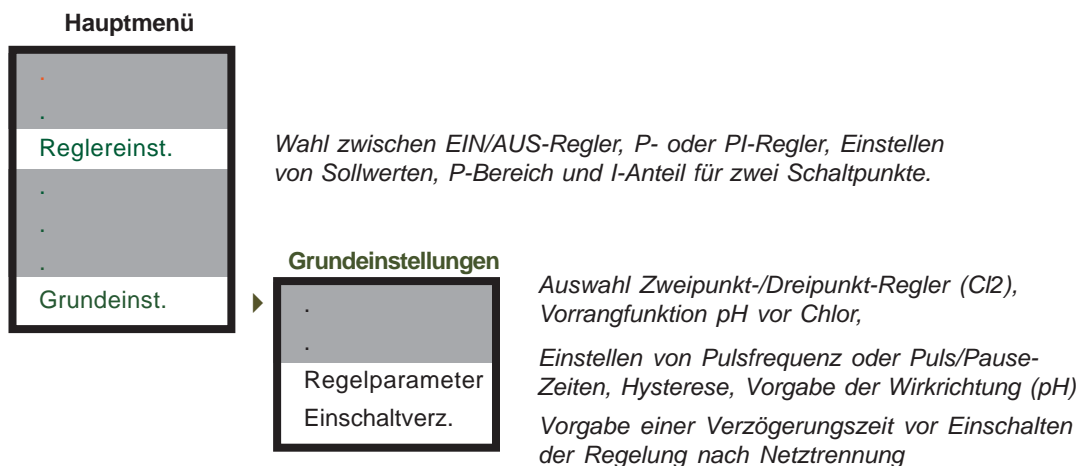 Hauptmenü
.
.
Reglereinst.
Wahl zwischen EIN/AUS-Regler, P- oder PI-Regler, Einstellen
von Sollwerten, P-Bereich und I-Anteil für zwei Schaltpunkte.
.
.
.
Grundeinst.
Grundeinstellungen
.
.
Regelparameter
Einschaltverz.
Auswahl Zweipunkt-/Dreipunkt-Regler (Cl2),
Vorrangfunktion pH vor Chlor,
Einstellen von Pulsfrequenz oder Puls/Pause-
Zeiten, Hysterese, Vorgabe der Wirkrichtung (pH)
Vorgabe einer Verzögerungszeit vor Einschalten
der Regelung nach Netztrennung